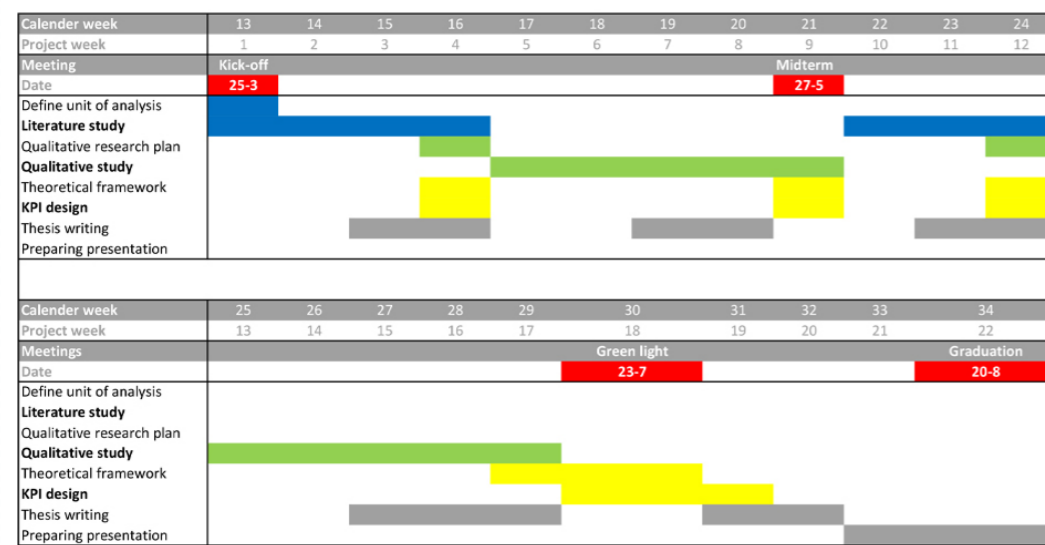 Calender week 13 14 15 16 17 18 19 20 21 22 23 24
Project week 1 2 3 4 5 6 7 8 9 10 11 12
Meeting Kick-off Midterm
Date 25-3 27-5
Define unit of analysis
Literature study
Qualitative research plan
Qualitative study
Theoretical framework
KPI design
Thesis writing
Preparing presentation
Calender week 25 26 27 28 29 30 31 32 33 34
Project week 13 14 15 16 17 18 19 20 21 22
Meetings Green light Graduation
Date 23-7 20-8
Define unit of analysis
Literature study
Qualitative research plan
Qualitative study
Theoretical framework
KPI design
Thesis writing
Preparing presentation